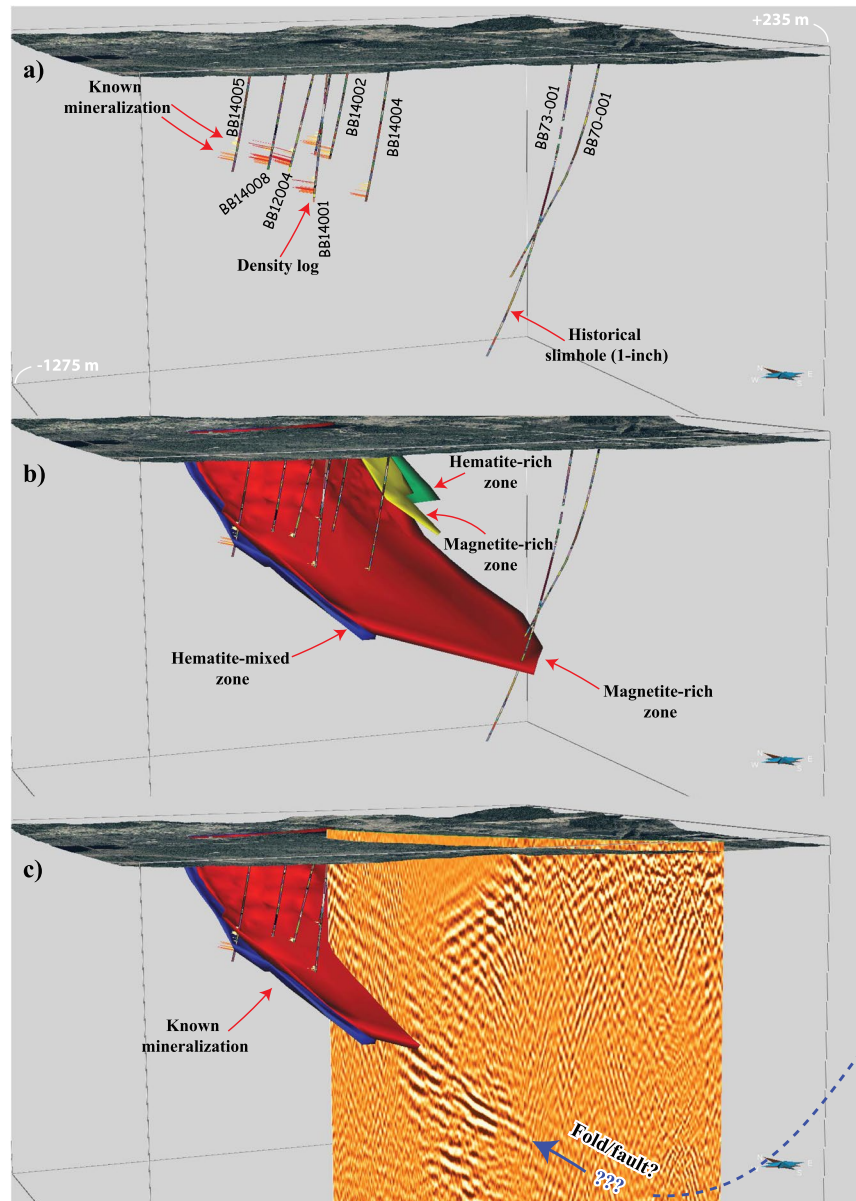 +235 m
a)
Known
mineralization
BB14005
BB14008
BB12004
BB14001
BB14002
BB14004
BB73-001
BB70-001
Density log
Historical
slimhole (1-inch)
-1275 m
N
E
W
S
b)
Hematite-rich
zone
Magnetite-rich
zone
Hematite-mixed
zone
Magnetite-rich
zone
N
E
W
S
c)
Known
mineralization
Fold/fault?
???
N
E
W
S